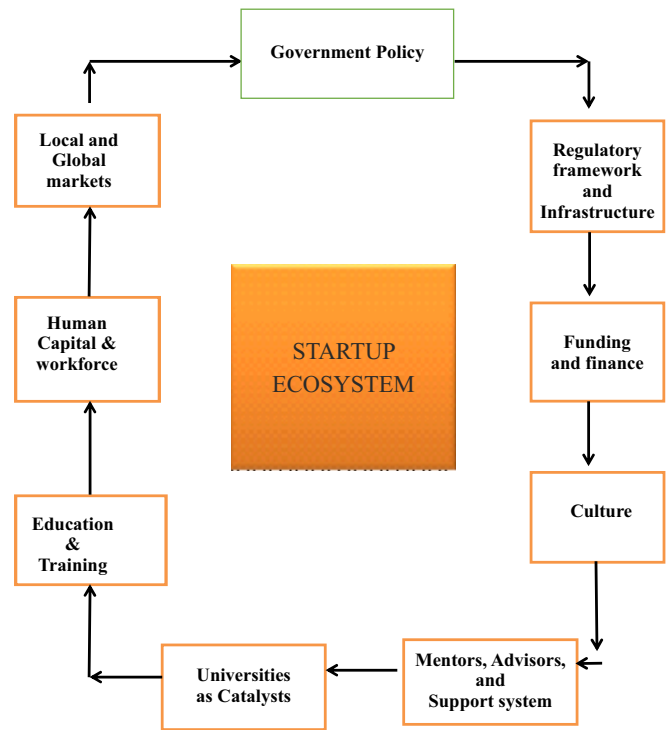 Government Policy
Regulatory
framework
and
Infrastructure
Funding
and finance
Culture
Mentors, Advisors,
and
Support system
Universities
as Catalysts
Education
&
Training
Human
Capital &
workforce
Local and
Global
markets
STARTUP
ECOSYSTEM